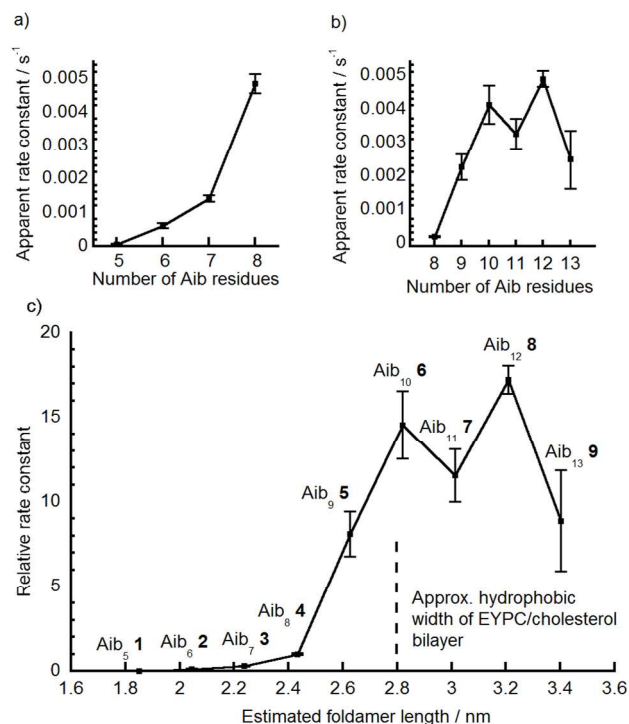 a)
Apparent rate constant / s⁻¹
0.005
0.004
0.003
0.002
0.001
0
5 6 7 8
Number of Aib residues
b)
Apparent rate constant / s⁻¹
0.005
0.004
0.003
0.002
0.001
0
8 9 10 11 12 13
Number of Aib residues
c)
Relative rate constant
20
15
10
5
0
Aib₅ 1
Aib₆ 2
Aib₇ 3
Aib₈ 4
Aib₉ 5
Aib₁₀ 6
Aib₁₁ 7
Aib₁₂ 8
Aib₁₃ 9
Approx. hydrophobic
width of EYPC/cholesterol
bilayer
1.6 1.8 2 2.2 2.4 2.6 2.8 3 3.2 3.4 3.6
Estimated foldamer length / nm